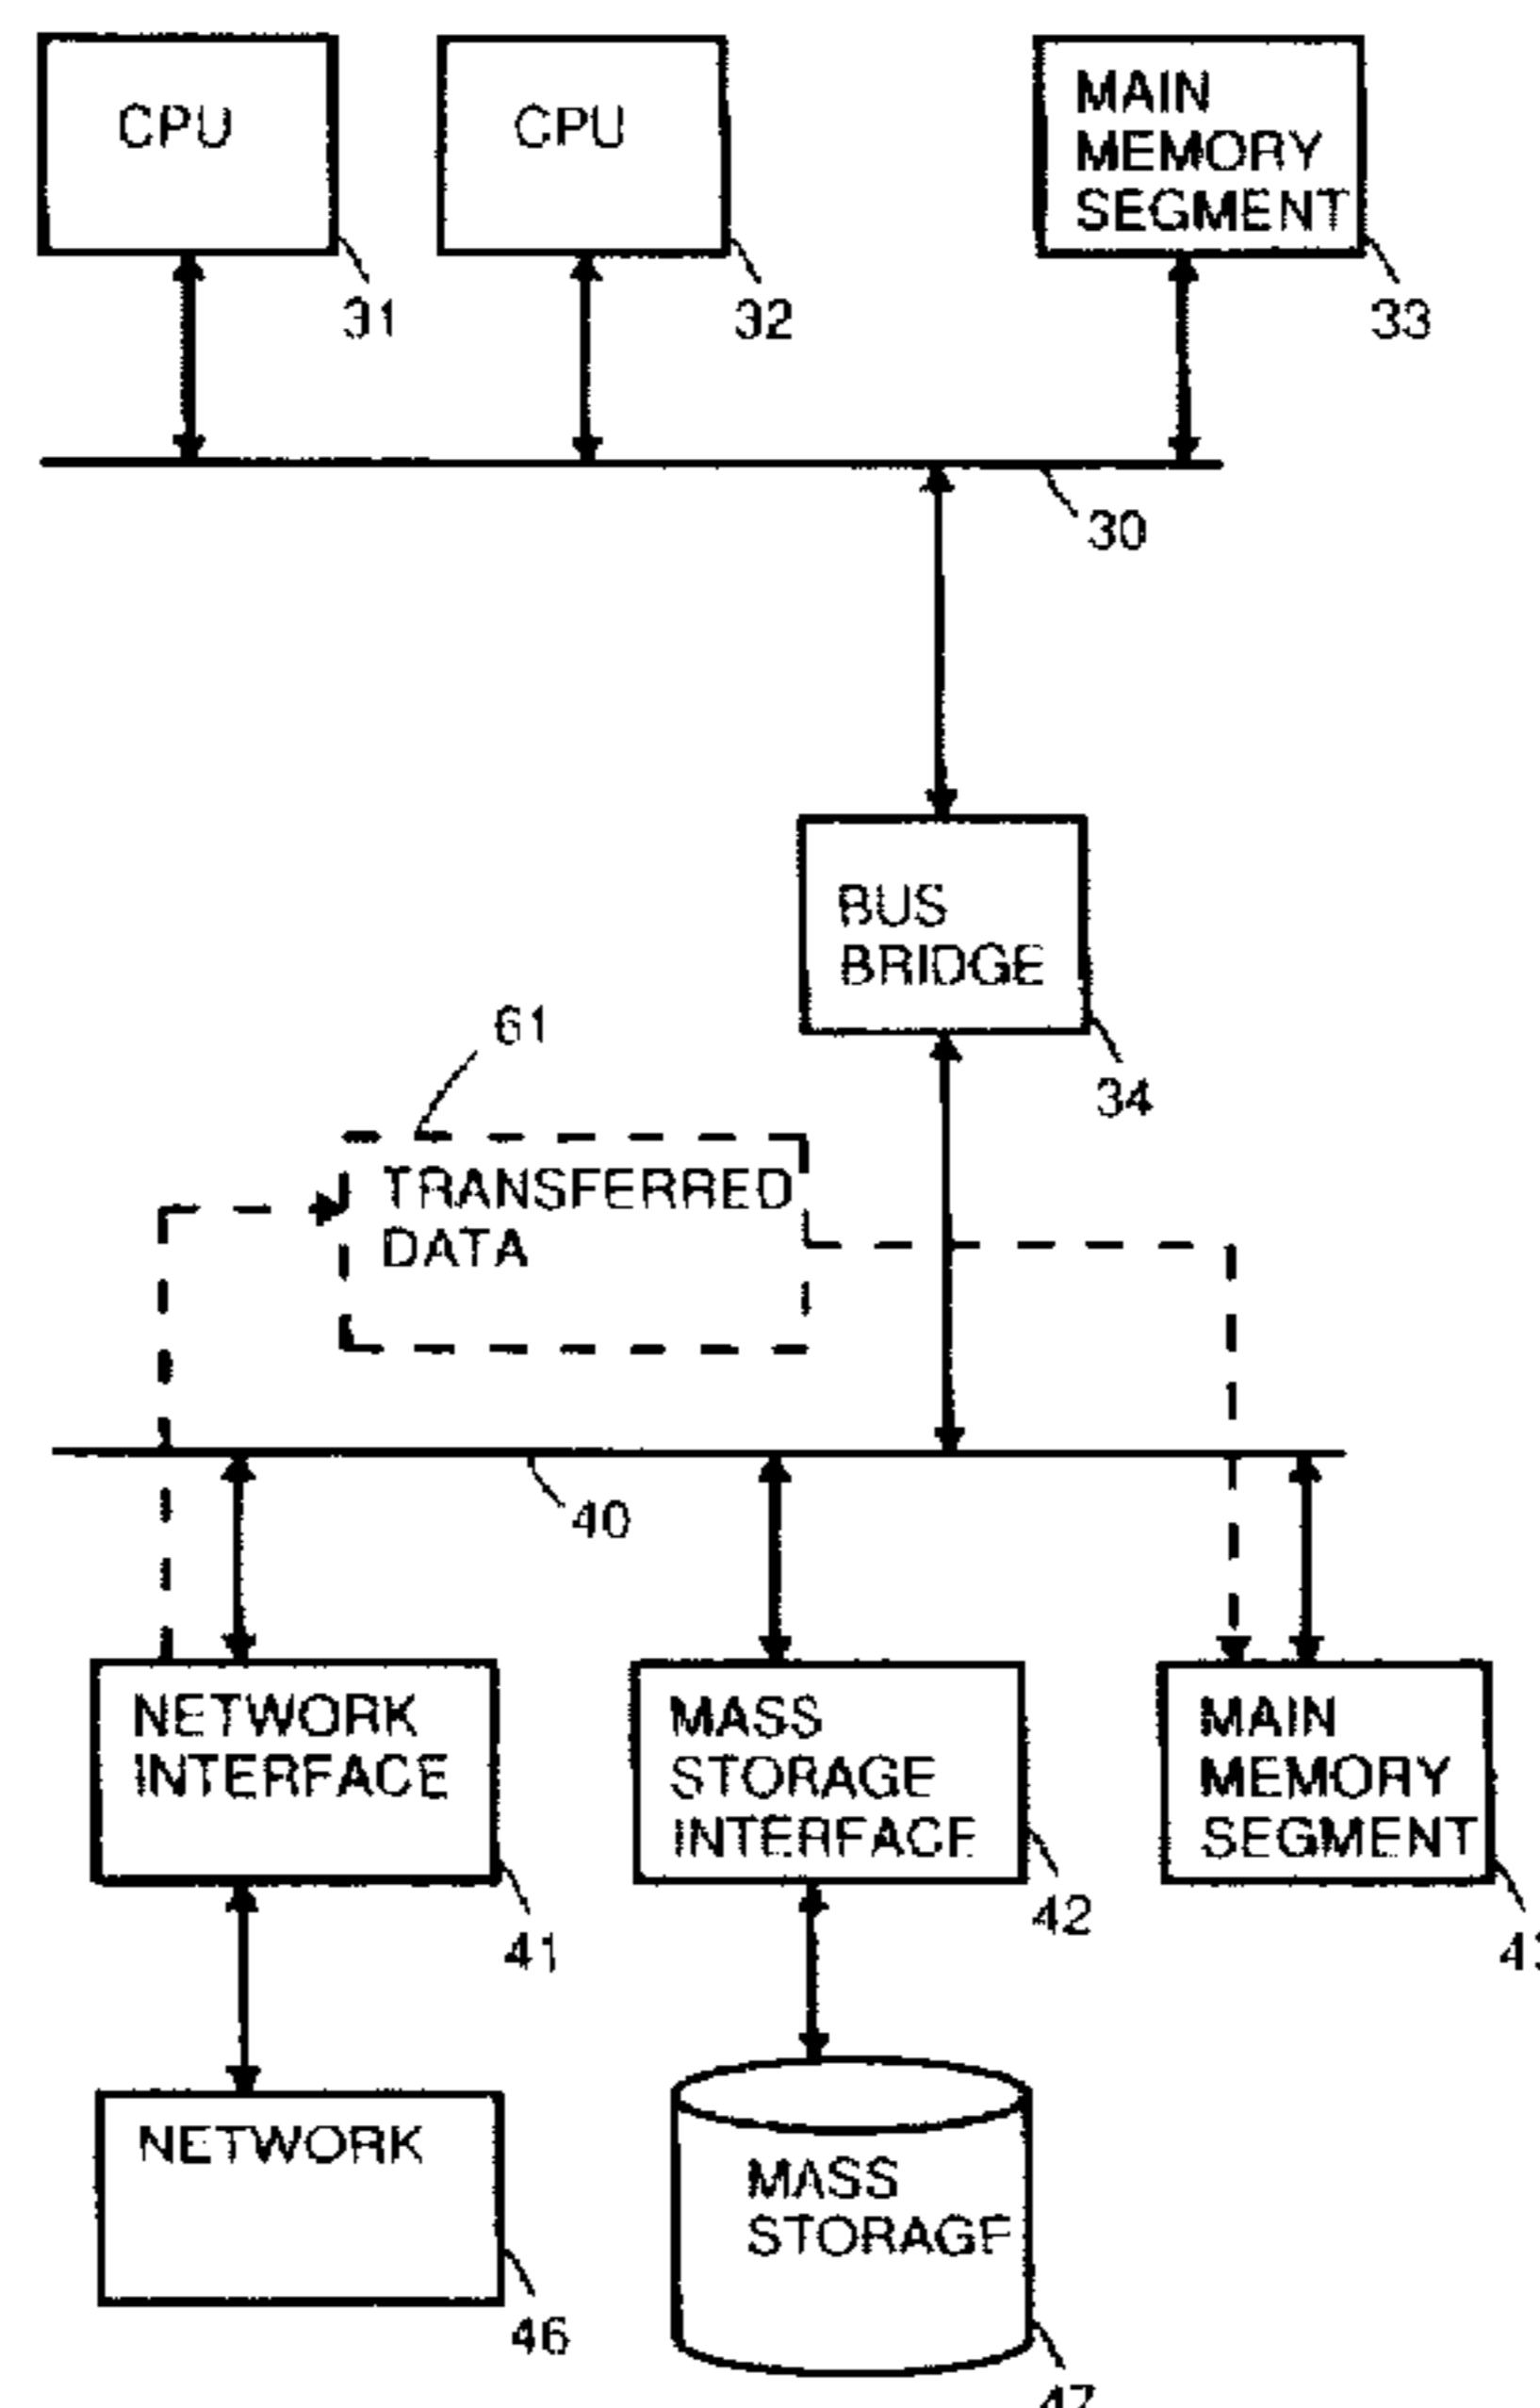 CPU
CPU
MAIN
MEMORY
SEGMENT
31
32
33
30
BUS
BRIDGE
34
61
TRANSFERRED
DATA
40
NETWORK
INTERFACE
MASS
STORAGE
INTERFACE
MAIN
MEMORY
SEGMENT
41
42
NETWORK
MASS
STORAGE
46
47